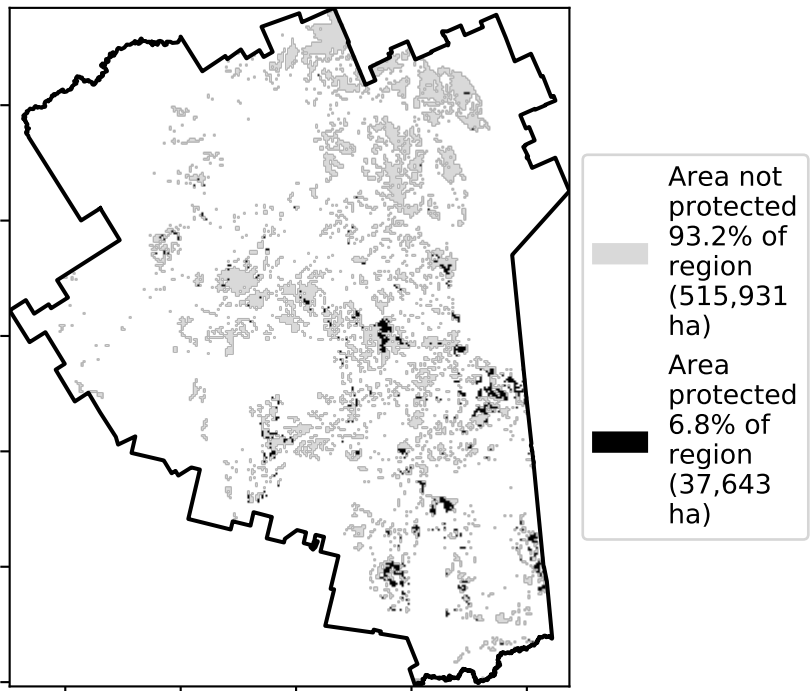 Area not
protected
93.2% of
region
(515,931
ha)
Area
protected
6.8% of
region
(37,643
ha)